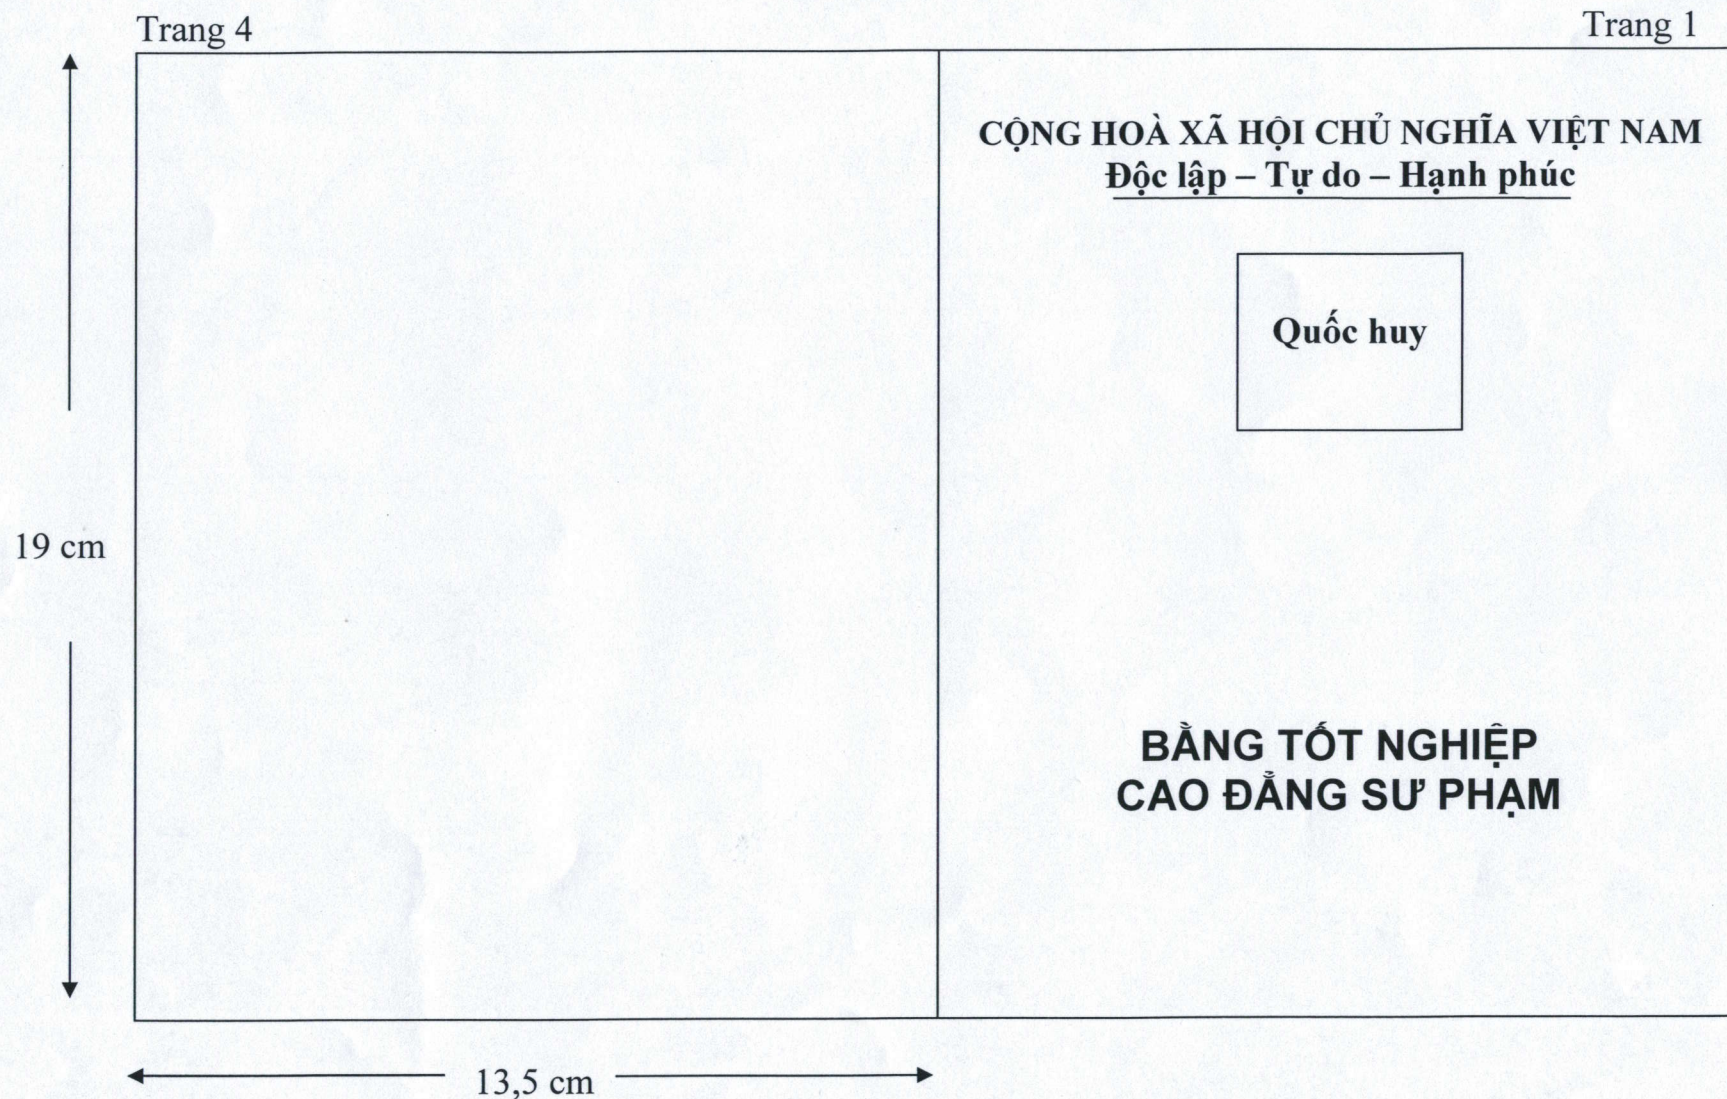 Trang 4
Trang 1
CỘNG HOÀ XÃ HỘI CHỦ NGHĨA VIỆT NAM
Độc lập – Tự do – Hạnh phúc
Quốc huy
19 cm
BẰNG TỐT NGHIỆP
CAO ĐẲNG SƯ PHẠM
13,5 cm